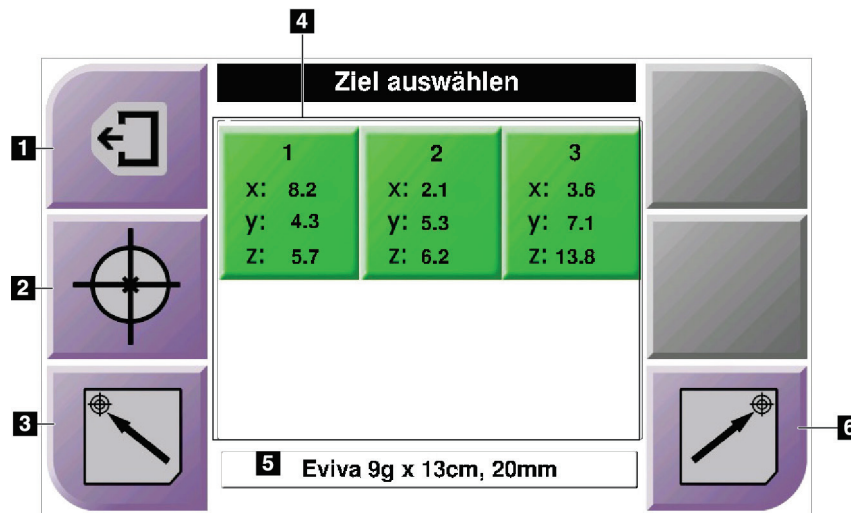 4
Ziel auswählen
1
1 2 3
x: 8.2 x: 2.1 x: 3.6
y: 4.3 y: 5.3 y: 7.1
z: 5.7 z: 6.2 z: 13.8
2
3
6
5 Eviva 9g x 13cm, 20mm